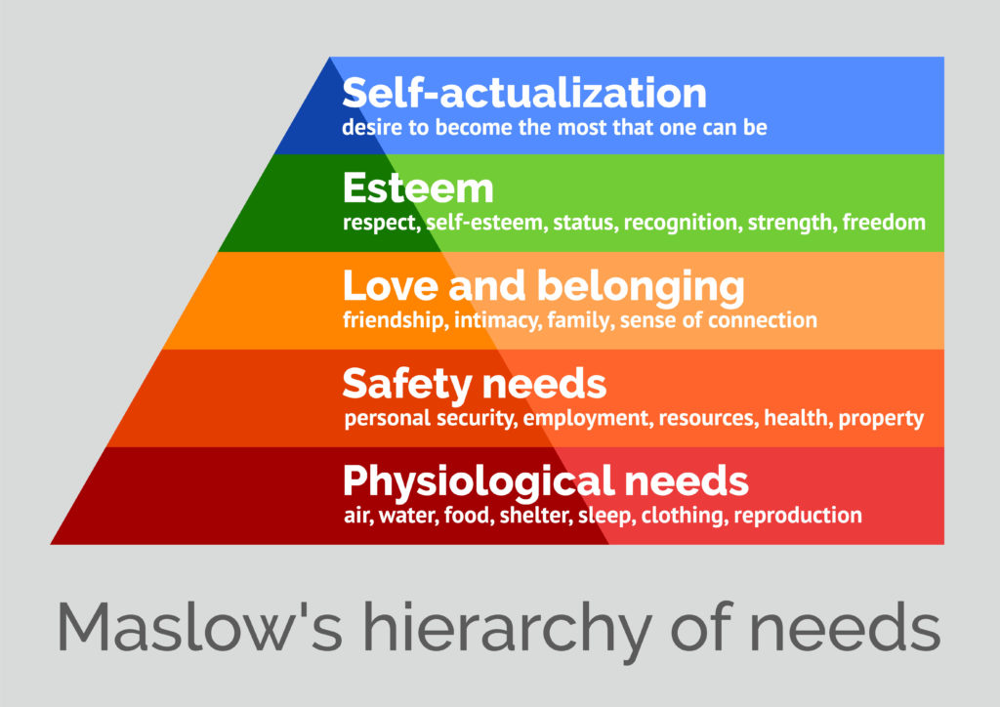 Self-actualization
desire to become the most that one can be
Esteem
respect, self-esteem, status, recognition, strength, freedom
Love and belonging
friendship, intimacy, family, sense of connection
Safety needs
personal security, employment, resources, health, property
Physiological needs
air, water, food, shelter, sleep, clothing, reproduction
Maslow's hierarchy of needs